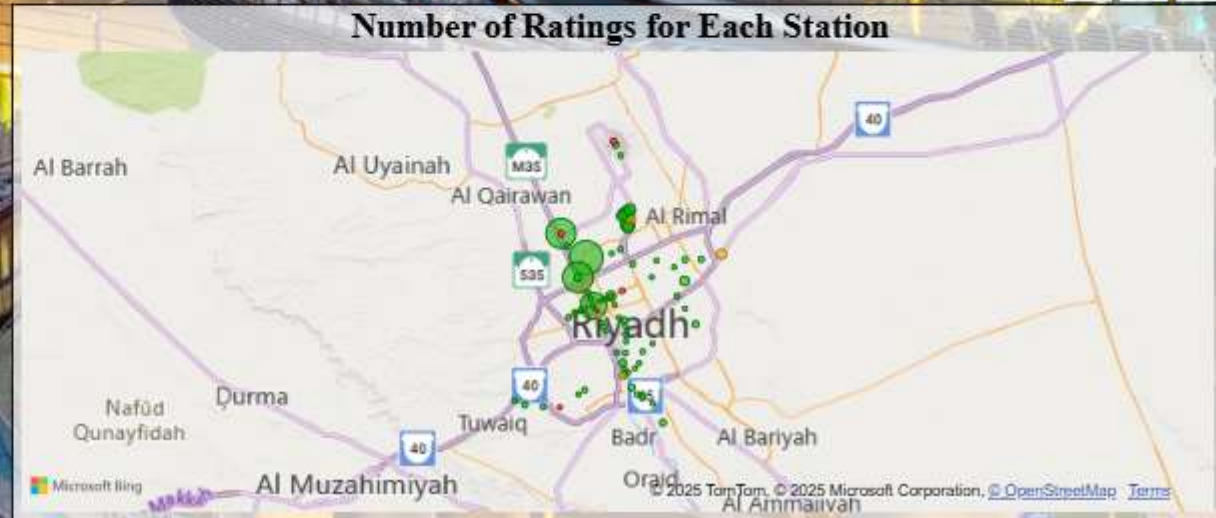 Number of Ratings for Each Station
40
Al Barrah
Al Uyainah
M35
Al Qairawan
Al Rimal
535
Riyadh
40
Durma
Nafūd
Qunayfidah
Tuwaiq
Badr
Al Bariyah
40
Oraid
Microsoft Bing
Al Muzahimiyah
© 2025 TomTom, © 2025 Microsoft Corporation, © OpenStreetMap Terms
Makkah